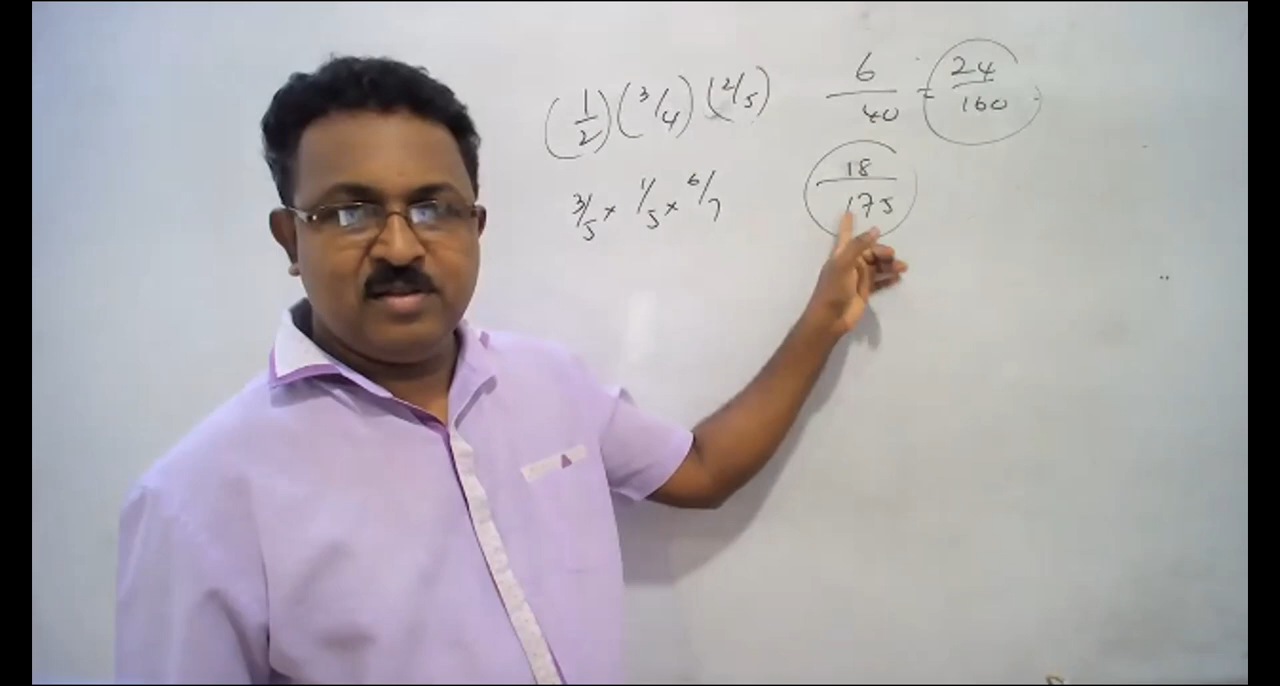 (1/2)(3/4)(2/5) 6/40 = 24/160
3/5 × 1/5 × 6/7 18/175